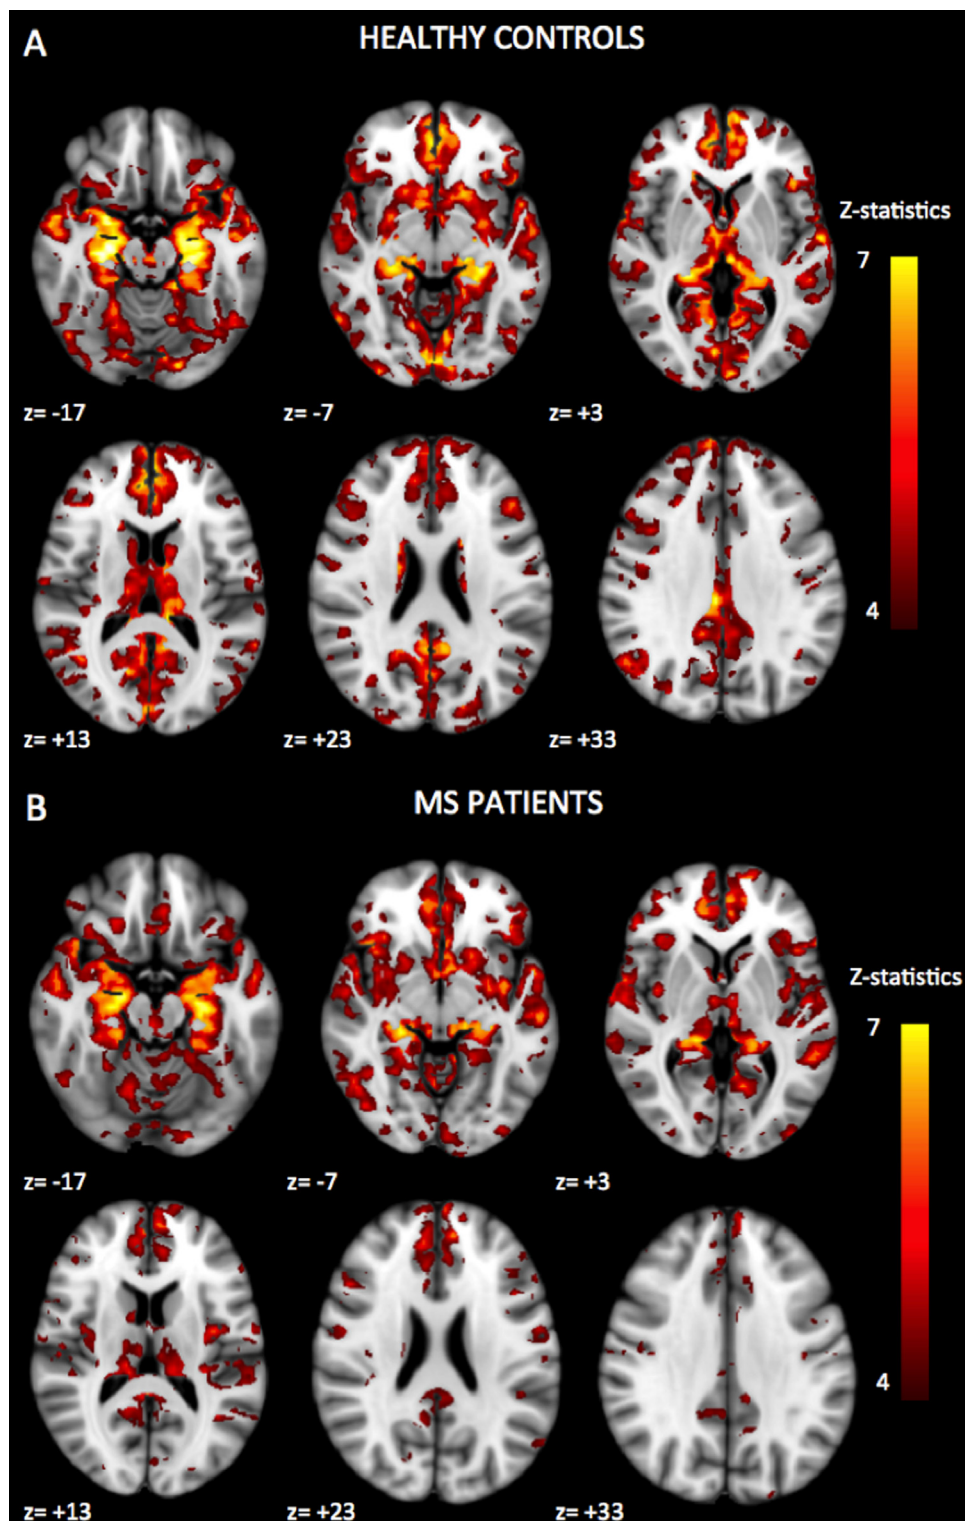 A
HEALTHY CONTROLS
Z-statistics
7
4
z= -17
z= -7
z= +3
z= +13
z= +23
z= +33
B
MS PATIENTS
Z-statistics
7
4
z= -17
z= -7
z= +3
z= +13
z= +23
z= +33